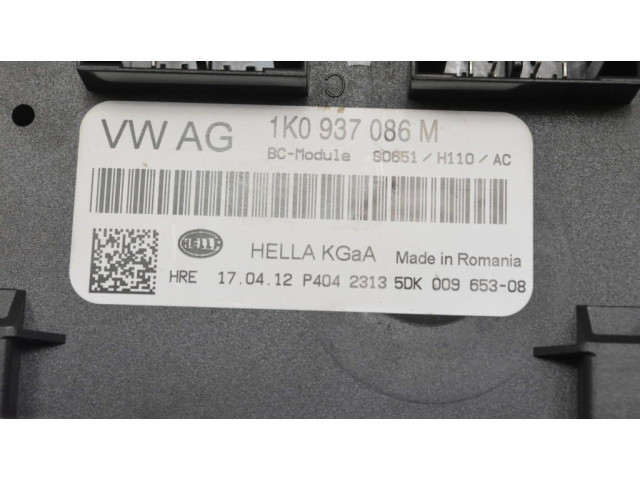 C
VW AG 1K0 937 086 M
BC-Module S0651 / H110 / AC
HELLA HELLA KGaA Made in Romania
HRE 17.04.12 P404 2313 5DK 009 653-08